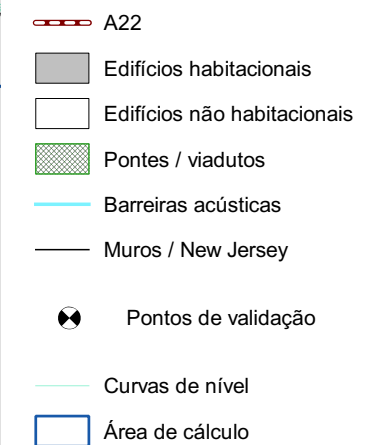 A22
Edifícios habitacionais
Edifícios não habitacionais
Pontes / viadutos
Barreiras acústicas
Muros / New Jersey
Pontos de validação
Curvas de nível
Área de cálculo